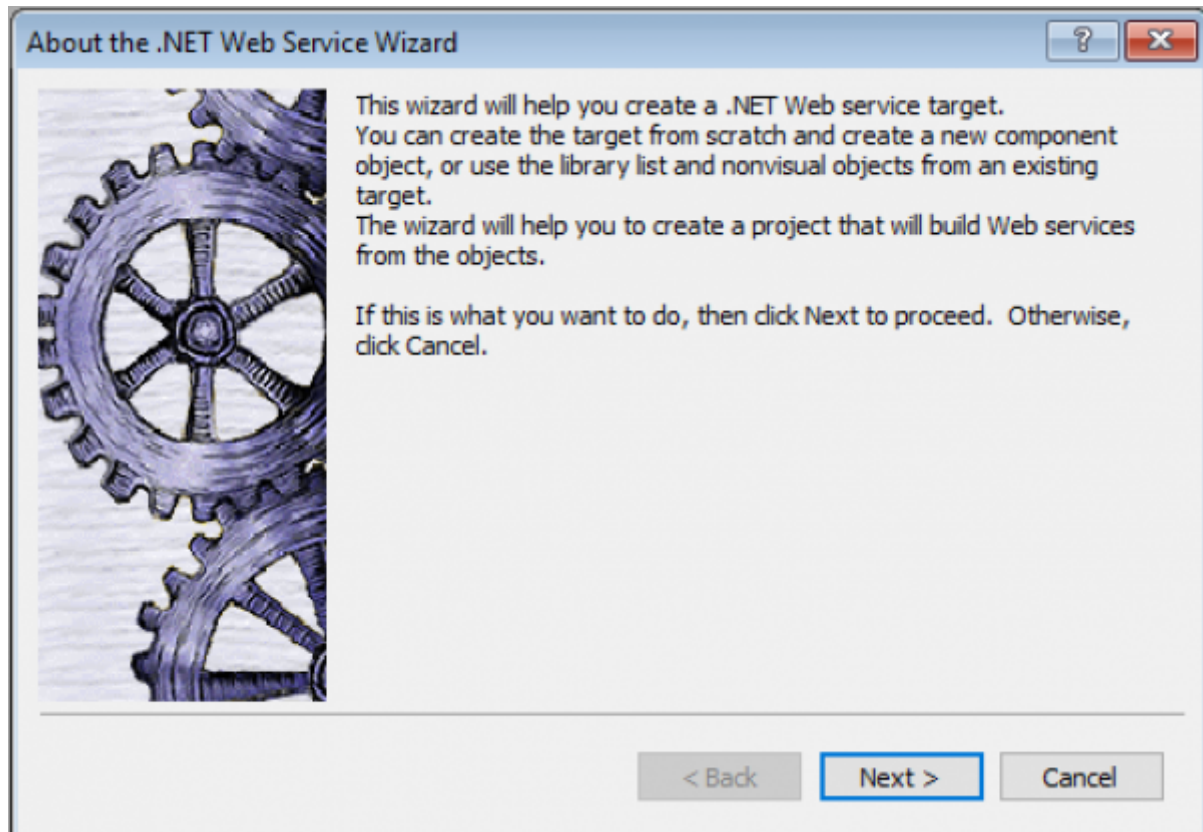 About the .NET Web Service Wizard
This wizard will help you create a .NET Web service target.
You can create the target from scratch and create a new component
object, or use the library list and nonvisual objects from an existing
target.
The wizard will help you to create a project that will build Web services
from the objects.
If this is what you want to do, then click Next to proceed.  Otherwise,
click Cancel.
< Back
Next >
Cancel